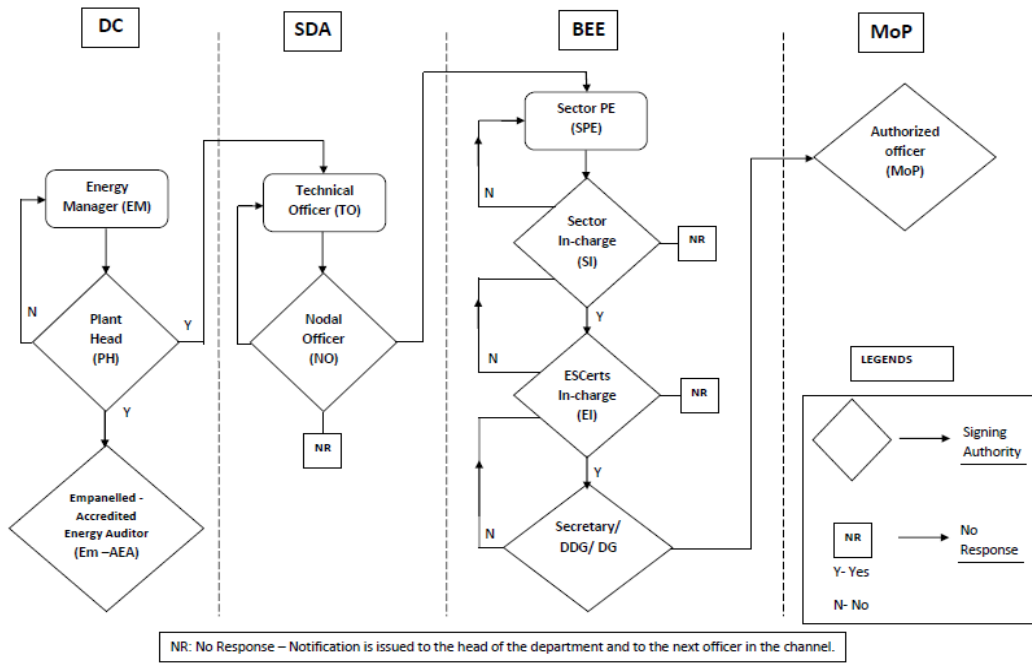 DC
SDA
BEE
MoP
Energy
Manager (EM)
N
Plant
Head
(PH)
Y
Y
Empanelled -
Accredited
Energy Auditor
(Em –AEA)
Technical
Officer (TO)
Nodal
Officer
(NO)
NR
Sector PE
(SPE)
N
Sector
In-charge
(SI)
NR
Y
N
ESCerts
In-charge
(EI)
NR
Y
N
Secretary/
DDG/ DG
Authorized
officer
(MoP)
LEGENDS
Signing
Authority
NR
No
Response
Y- Yes
N- No
NR: No Response – Notification is issued to the head of the department and to the next officer in the channel.